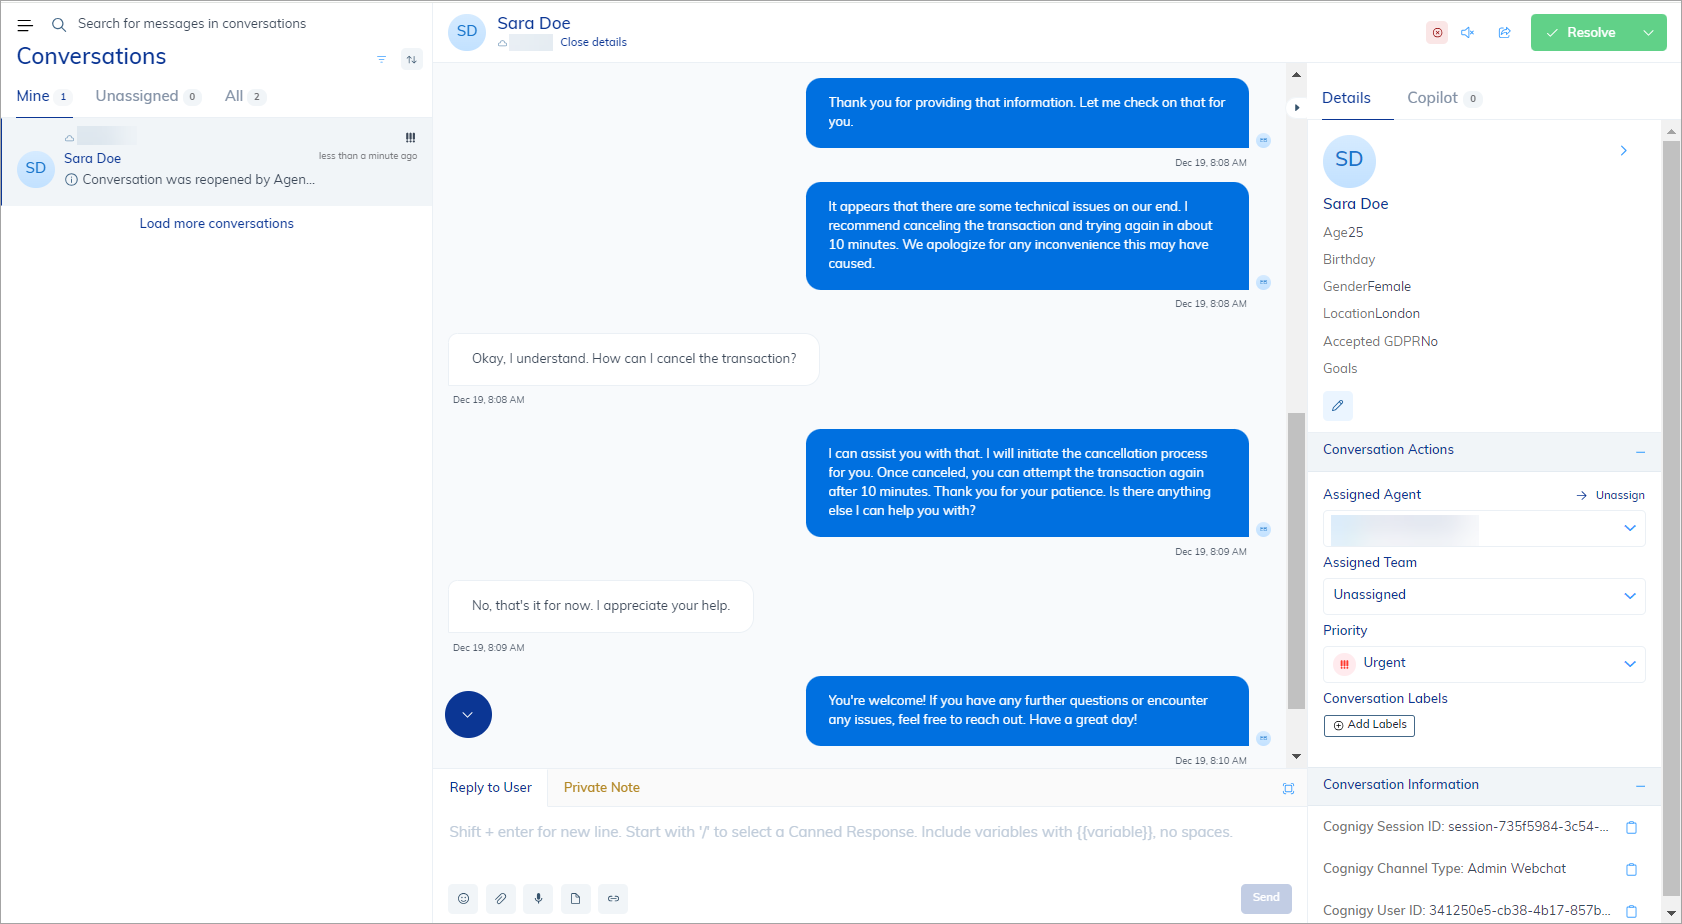 Search for messages in conversations
Conversations
Mine 1 Unassigned 0 All 2
SD
Sara Doe
less than a minute ago
Conversation was reopened by Agen...
Load more conversations
SD
Sara Doe
Close details
Resolve
Thank you for providing that information. Let me check on that for
you.
Dec 19, 8:08 AM
It appears that there are some technical issues on our end. I
recommend canceling the transaction and trying again in about
10 minutes. We apologize for any inconvenience this may have
caused.
Dec 19, 8:08 AM
Okay, I understand. How can I cancel the transaction?
Dec 19, 8:08 AM
I can assist you with that. I will initiate the cancellation process
for you. Once canceled, you can attempt the transaction again
after 10 minutes. Thank you for your patience. Is there anything
else I can help you with?
Dec 19, 8:09 AM
No, that's it for now. I appreciate your help.
Dec 19, 8:09 AM
You're welcome! If you have any further questions or encounter
any issues, feel free to reach out. Have a great day!
Dec 19, 8:10 AM
Reply to User Private Note
Shift + enter for new line. Start with '/' to select a Canned Response. Include variables with {{variable}}, no spaces.
Send
Details Copilot 0
SD
Sara Doe
Age25
Birthday
GenderFemale
LocationLondon
Accepted GDPRNo
Goals
Conversation Actions
Assigned Agent Unassign
Assigned Team
Unassigned
Priority
Urgent
Conversation Labels
Add Labels
Conversation Information
Cognigy Session ID: session-735f5984-3c54-...
Cognigy Channel Type: Admin Webchat
Cognigy User ID: 341250e5-cb38-4b17-857b...